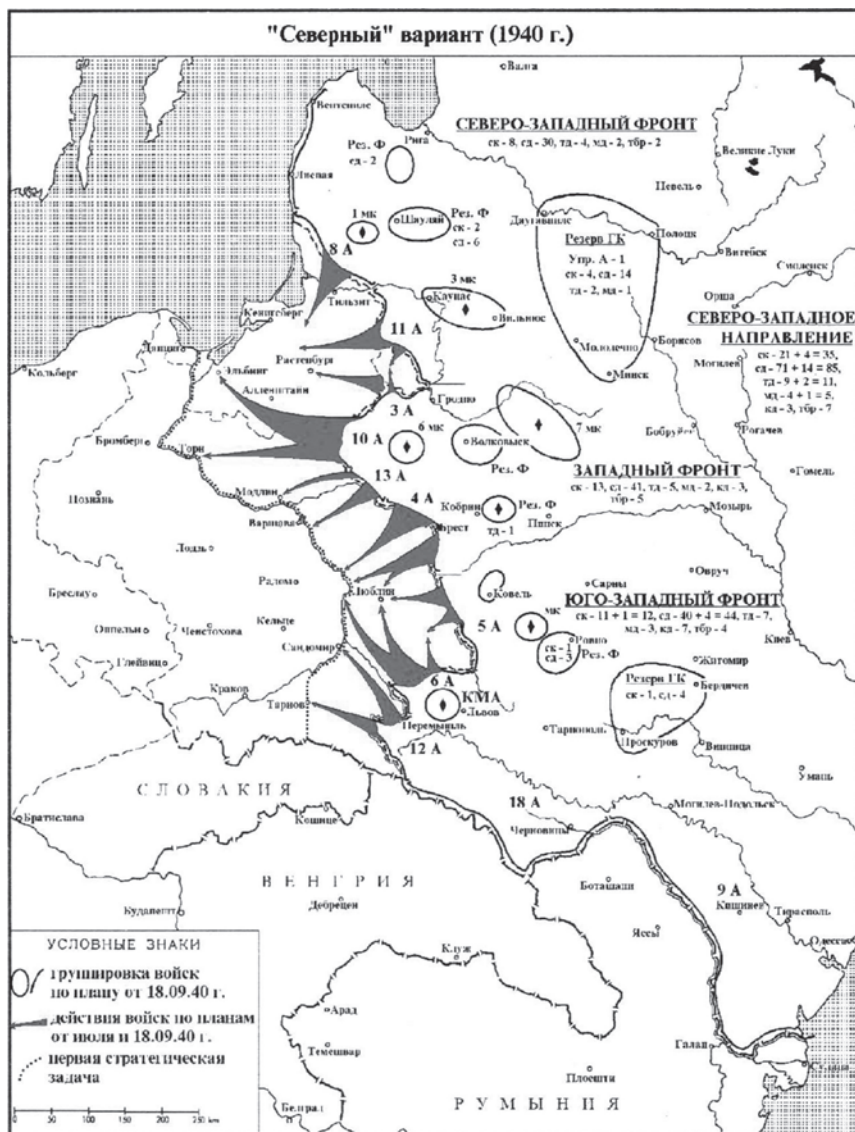 "Северный" вариант (1940 г.)
Валга
Вентспилс
Рига
Рез. Ф
сд - 2
СЕВЕРО-ЗАПАДНЫЙ ФРОНТ
ск - 8, сд - 30, тд - 4, мд - 2, тбр - 2
Великие Луки
Невель
Лиепая
1 мк
Шауляй
Рез. Ф
ск - 2
сд - 6
Даугавпилс
Полоцк
Резерв ГК
Упр. А - 1
ск - 4, сд - 14
тд - 2, мд - 1
Витебск
Смоленск
8 А
3 мк
Каунас
Вильнюс
Тильзит
Орша
Кенигсберг
11 А
СЕВЕРО-ЗАПАДНОЕ
НАПРАВЛЕНИЕ
ск - 21 + 4 = 35,
сд - 71 + 14 = 85,
тд - 9 + 2 = 11,
мд - 4 + 1 = 5,
кд - 3, тбр - 7
Данциг
Растенбург
Молодечно
Борисов
Могилев
Кольберг
Эльбинг
Алленштайн
Минск
Гродно
3 А
Бромберг
Торн
10 А
6 мк
Волковыск
7 мк
Бобруйск
Рогачев
Рез. Ф
Гомель
13 А
ЗАПАДНЫЙ ФРОНТ
ск - 13, сд - 41, тд - 5, мд - 2, кд - 3,
тбр - 5
Познань
Модлин
4 А
Кобрин
Рез. Ф
Пинск
тд - 1
Мозырь
Варшава
Брест
Лодзь
Бреслау
Радом
Люблин
Ковель
Сарны
Овруч
ЮГО-ЗАПАДНЫЙ ФРОНТ
ск - 11 + 1 = 12, сд - 40 + 4 = 44, тд - 7,
мд - 3, кд - 7, тбр - 4
Оппельн
Ченстохова
Кельце
5 А
мк
Ровно
ск - 1
сд - 3
Рез. Ф
Киев
Глейвиц
Сандомир
Житомир
Краков
6 А
КМА
Львов
Резерв ГК
ск - 1, сд - 4
Бердичев
Тарнов
Перемышль
Тарнополь
Проскуров
Винница
12 А
Умань
СЛОВАКИЯ
Братислава
Кошице
18 А
Черновицы
Могилев-Подольск
ВЕНГРИЯ
Боташани
9 А
Кишинев
Тирасполь
Будапешт
Дебрецен
Яссы
Одесса
Клуж
УСЛОВНЫЕ ЗНАКИ
группировка войск
по плану от 18.09.40 г.
действия войск по планам
от июля и 18.09.40 г.
первая стратегическая
задача
0 50 100 150 200 250 км
Арад
Темешвар
Галац
Сулина
Плоешти
Белград
РУМЫНИЯ